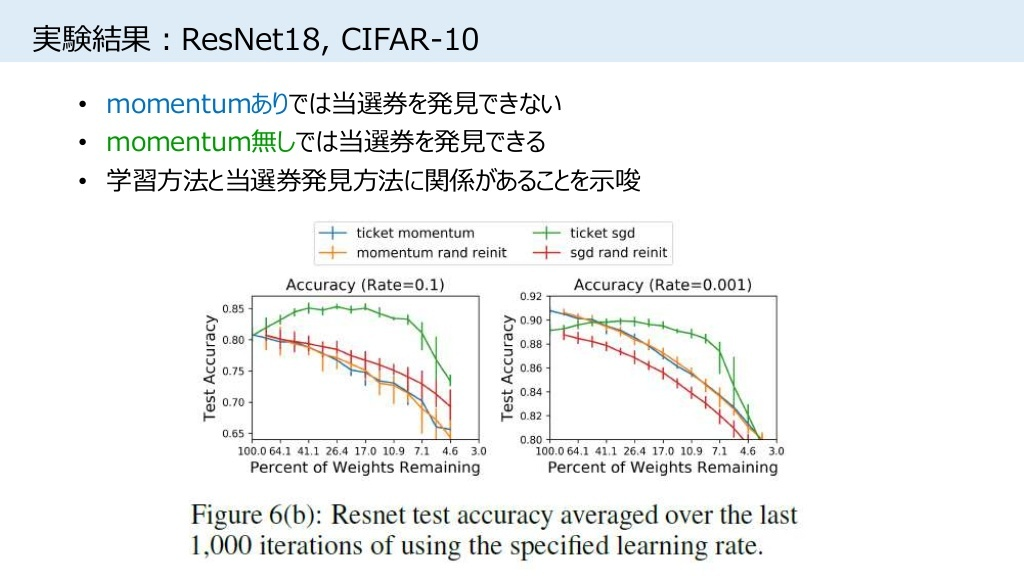 実験結果：ResNet18, CIFAR-10
• momentumありでは当選券を発見できない
• momentum無しでは当選券を発見できる
• 学習方法と当選券発見方法に関係があることを示唆
ticket momentum ticket sgd
momentum rand reinit sgd rand reinit
Accuracy (Rate=0.1) Accuracy (Rate=0.001)
Test Accuracy
0.85
0.80
0.75
0.70
0.65
100.0 64.1 41.1 26.4 17.0 10.9 7.1 4.6 3.0
Percent of Weights Remaining
Test Accuracy
0.92
0.90
0.88
0.86
0.84
0.82
0.80
100.0 64.1 41.1 26.4 17.0 10.9 7.1 4.6 3.0
Percent of Weights Remaining
Figure 6(b): Resnet test accuracy averaged over the last
1,000 iterations of using the specified learning rate.